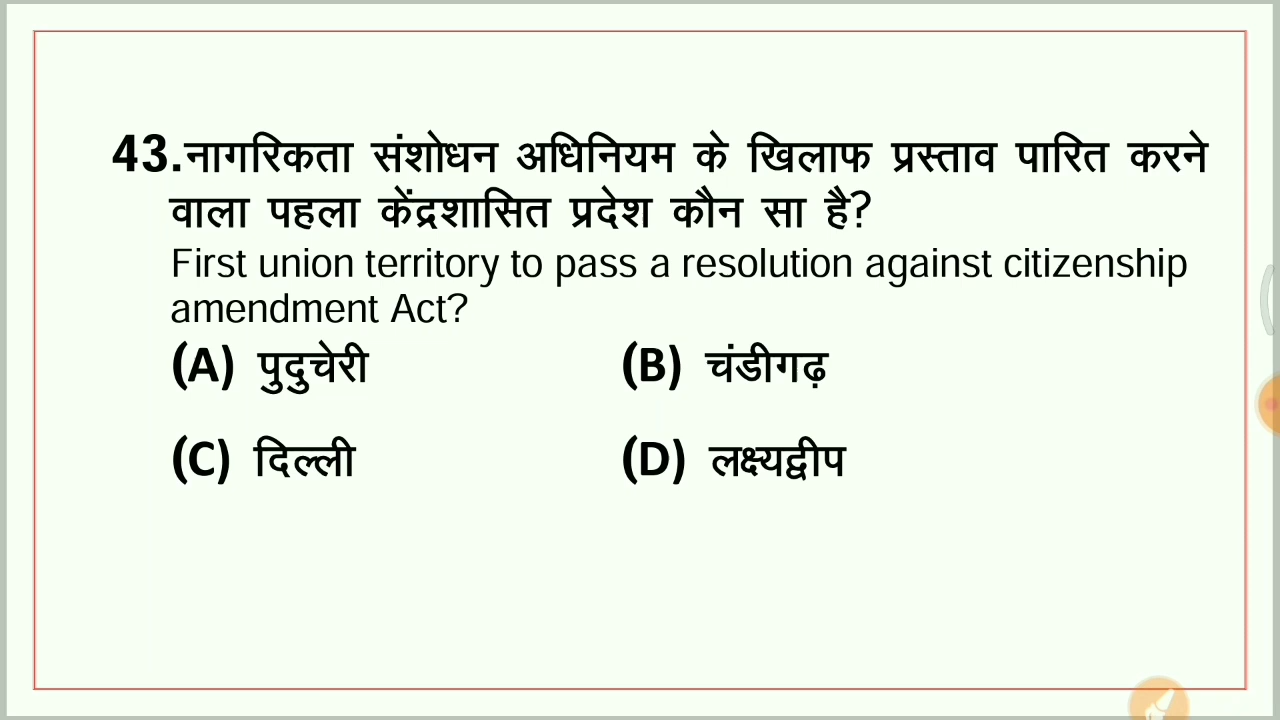 43.नागरिकता संशोधन अधिनियम के खिलाफ प्रस्ताव पारित करने
वाला पहला केंद्रशासित प्रदेश कौन सा है?
First union territory to pass a resolution against citizenship
amendment Act?
(A) पुदुचेरी (B) चंडीगढ़
(C) दिल्ली (D) लक्ष्यद्वीप